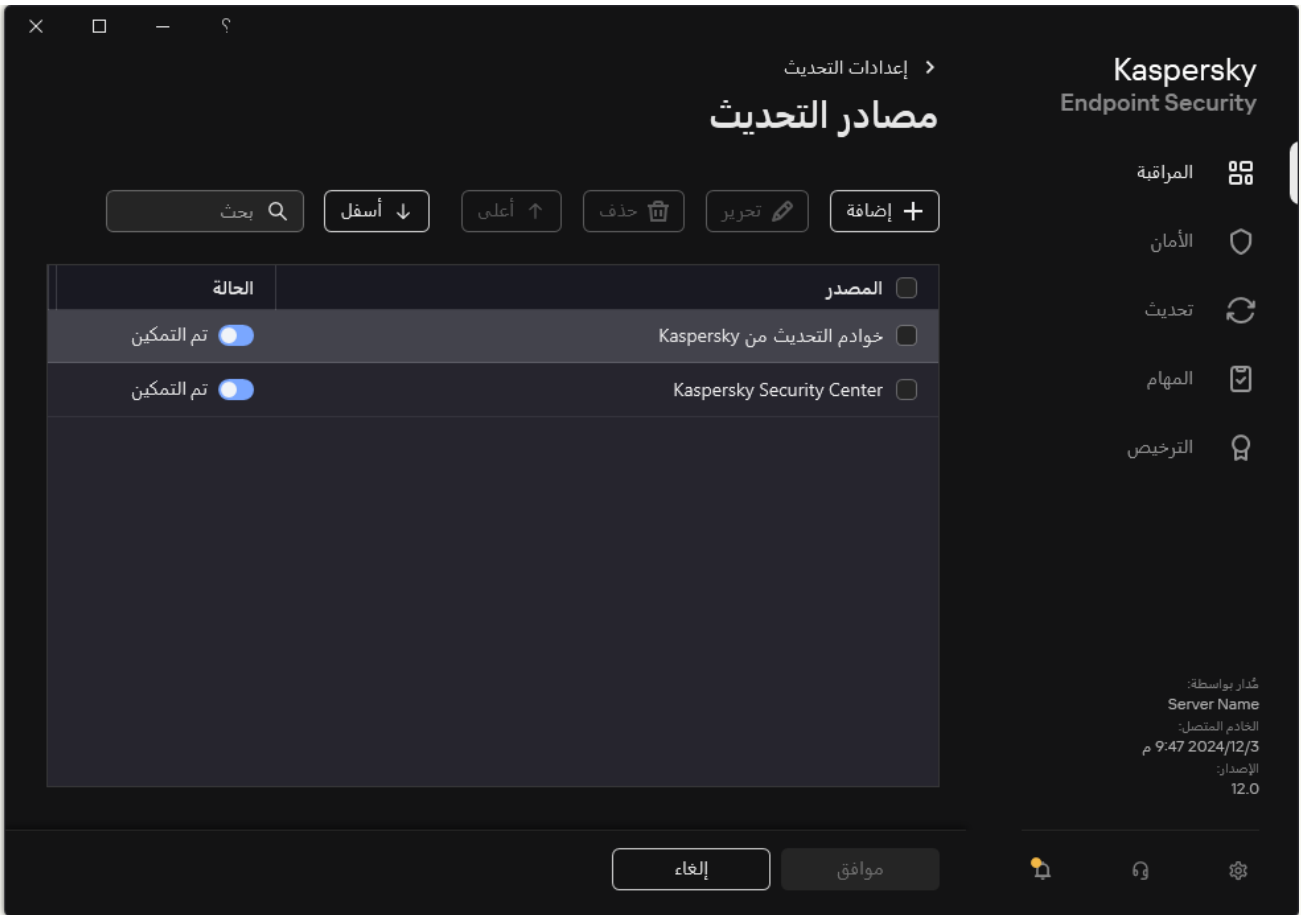 ؟
Kaspersky
Endpoint Security
المراقبة
الأمان
تحديث
المهام
الترخيص
مُدار بواسطة:
Server Name
الخادم المتصل:
2024/12/3 9:47 م
الإصدار:
12.0
إعدادات التحديث
مصادر التحديث
إضافة
تحرير
حذف
أعلى
أسفل
بحث
المصدر الحالة
خوادم التحديث من Kaspersky تم التمكين
Kaspersky Security Center تم التمكين
موافق
إلغاء